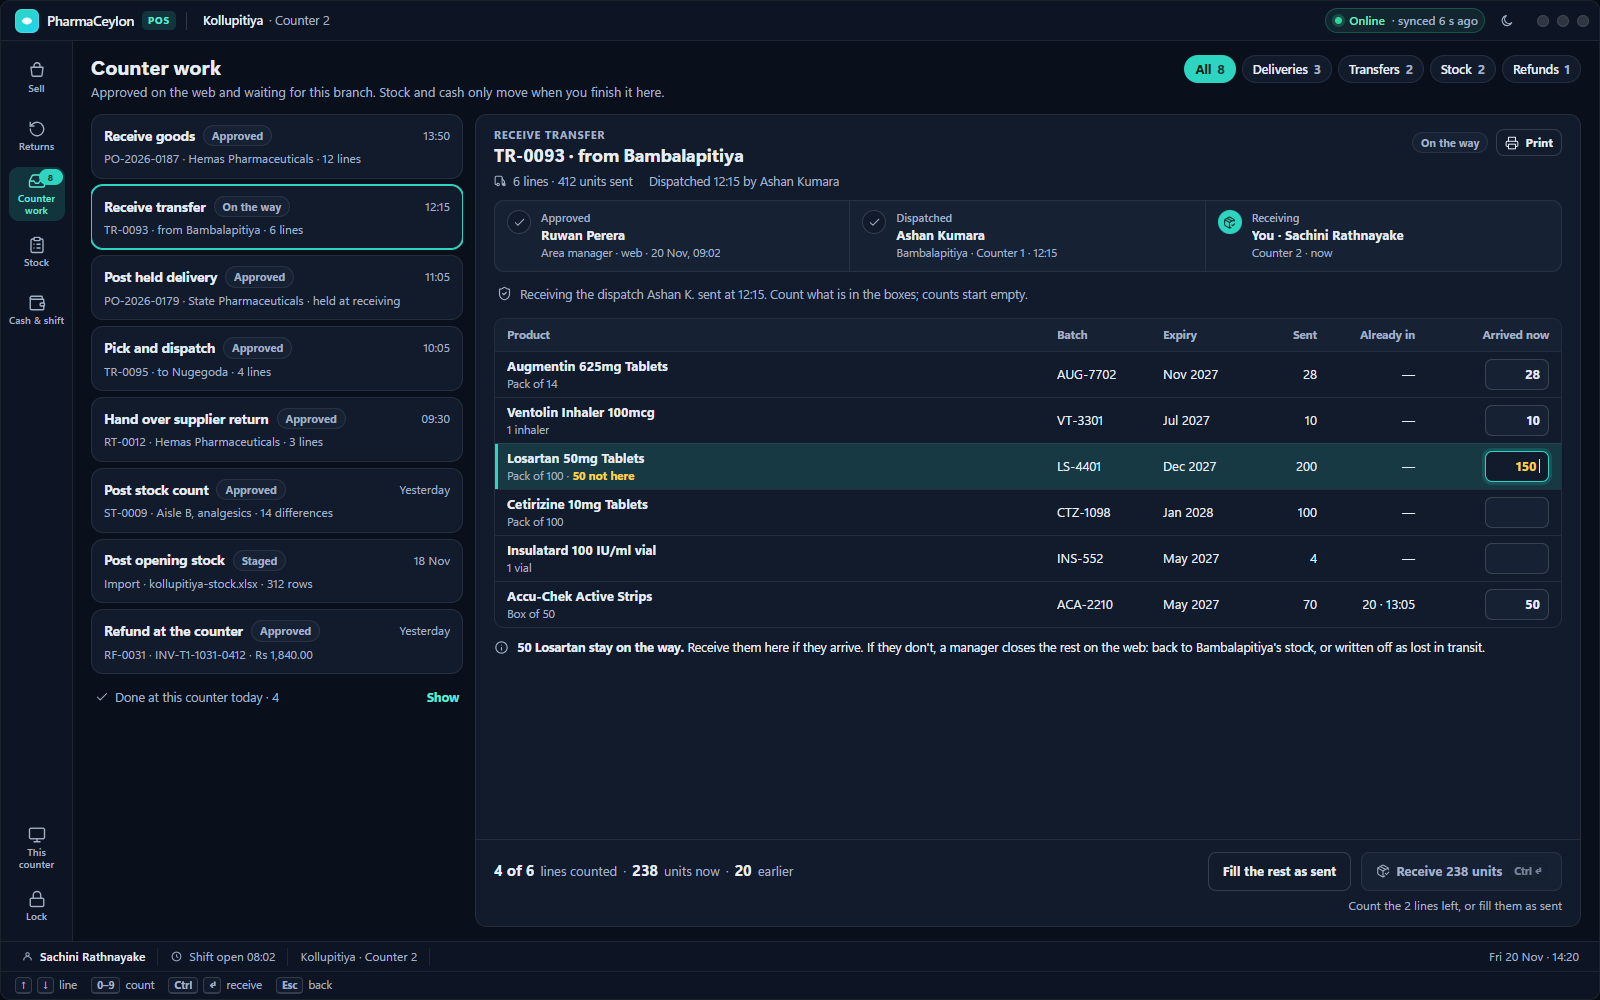 PharmaCeylon POS Kollupitiya · Counter 2
Online · synced 6 s ago
Sell
Returns
8
Counter work
Stock
Cash & shift
This counter
Lock
Counter work
Approved on the web and waiting for this branch. Stock and cash only move when you finish it here.
All 8 Deliveries 3 Transfers 2 Stock 2 Refunds 1
Receive goods Approved 13:50
PO-2026-0187 · Hemas Pharmaceuticals · 12 lines
Receive transfer On the way 12:15
TR-0093 · from Bambalapitiya · 6 lines
Post held delivery Approved 11:05
PO-2026-0179 · State Pharmaceuticals · held at receiving
Pick and dispatch Approved 10:05
TR-0095 · to Nugegoda · 4 lines
Hand over supplier return Approved 09:30
RT-0012 · Hemas Pharmaceuticals · 3 lines
Post stock count Approved Yesterday
ST-0009 · Aisle B, analgesics · 14 differences
Post opening stock Staged 18 Nov
Import · kollupitiya-stock.xlsx · 312 rows
Refund at the counter Approved Yesterday
RF-0031 · INV-T1-1031-0412 · Rs 1,840.00
Done at this counter today · 4 Show
RECEIVE TRANSFER
TR-0093 · from Bambalapitiya
On the way Print
6 lines · 412 units sent Dispatched 12:15 by Ashan Kumara
Approved
Ruwan Perera
Area manager · web · 20 Nov, 09:02
Dispatched
Ashan Kumara
Bambalapitiya · Counter 1 · 12:15
Receiving
You · Sachini Rathnayake
Counter 2 · now
Receiving the dispatch Ashan K. sent at 12:15. Count what is in the boxes; counts start empty.
Product Batch Expiry Sent Already in Arrived now
Augmentin 625mg Tablets
Pack of 14
AUG-7702 Nov 2027 28 — 28
Ventolin Inhaler 100mcg
1 inhaler
VT-3301 Jul 2027 10 — 10
Losartan 50mg Tablets
Pack of 100 · 50 not here
LS-4401 Dec 2027 200 — 150
Cetirizine 10mg Tablets
Pack of 100
CTZ-1098 Jan 2028 100 —
Insulatard 100 IU/ml vial
1 vial
INS-552 May 2027 4 —
Accu-Chek Active Strips
Box of 50
ACA-2210 May 2027 70 20 · 13:05 50
50 Losartan stay on the way. Receive them here if they arrive. If they don't, a manager closes the rest on the web: back to Bambalapitiya's stock, or written off as lost in transit.
4 of 6 lines counted · 238 units now · 20 earlier
Fill the rest as sent
Receive 238 units Ctrl ↵
Count the 2 lines left, or fill them as sent
Sachini Rathnayake Shift open 08:02 Kollupitiya · Counter 2 Fri 20 Nov · 14:20
↑ ↓ line 0–9 count Ctrl ↵ receive Esc back